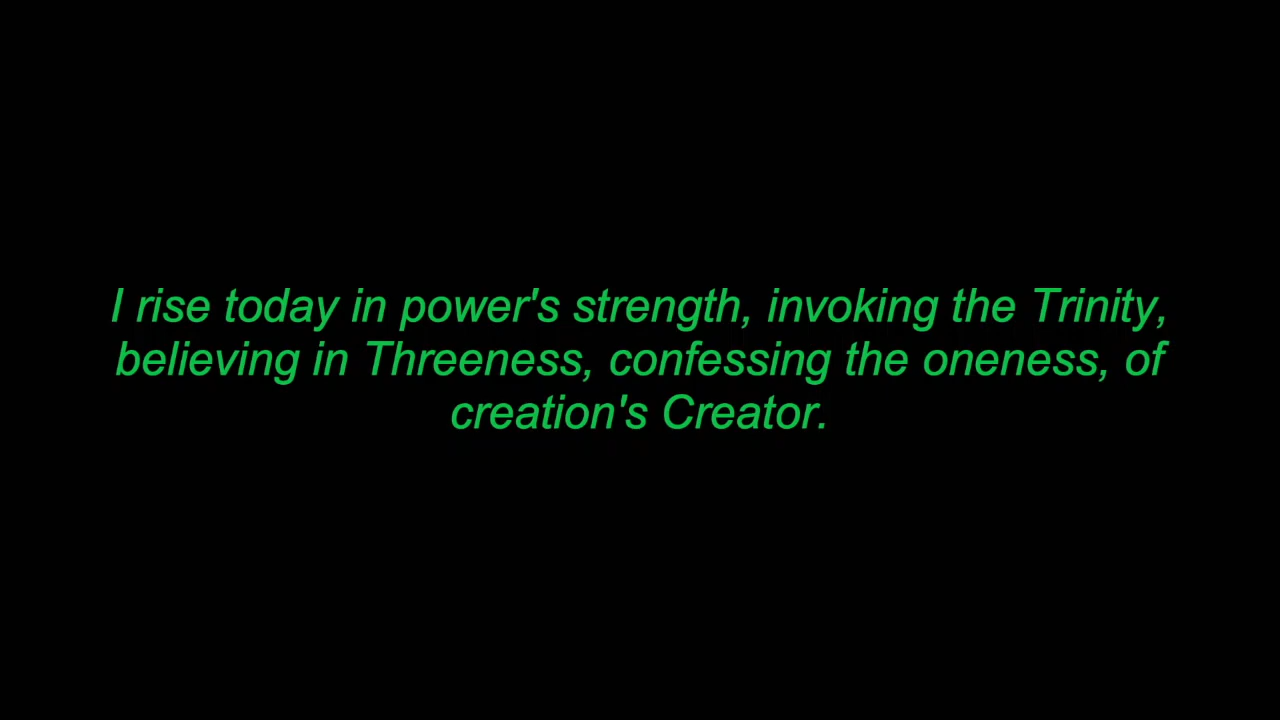 I rise today in power's strength, invoking the Trinity,
believing in Threeness, confessing the oneness, of
creation's Creator.